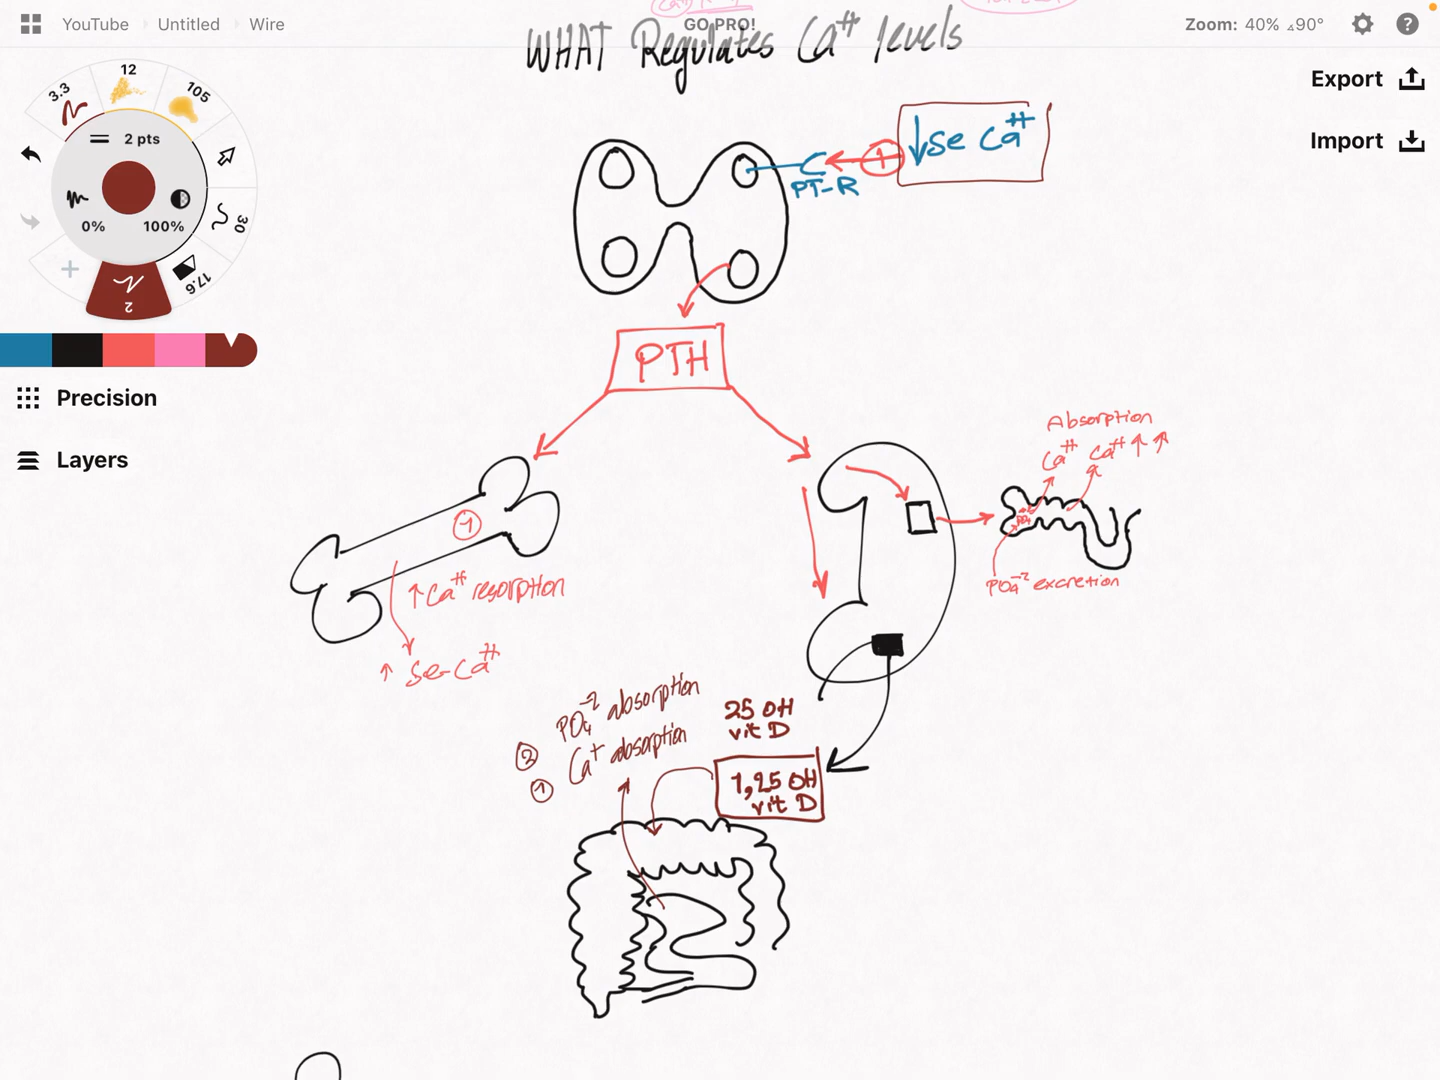 YouTube Untitled Wire
GO PRO!
Zoom: 40% ⊿90°
Export
Import
3.3
12
105
2 pts
0% 100%
30
17.6
2
Precision
Layers
WHAT Regulates Ca++ levels
↓ Se Ca++
1
PT-R
PTH
1
↑ Ca++ resorption
↑ Se-Ca++
Absorption
Ca++ Ca++ ↑ ↑
PO4-2 excretion
2 PO4-2 absorption
1 Ca+ absorption
25 OH
vit D
1,25 OH
vit D